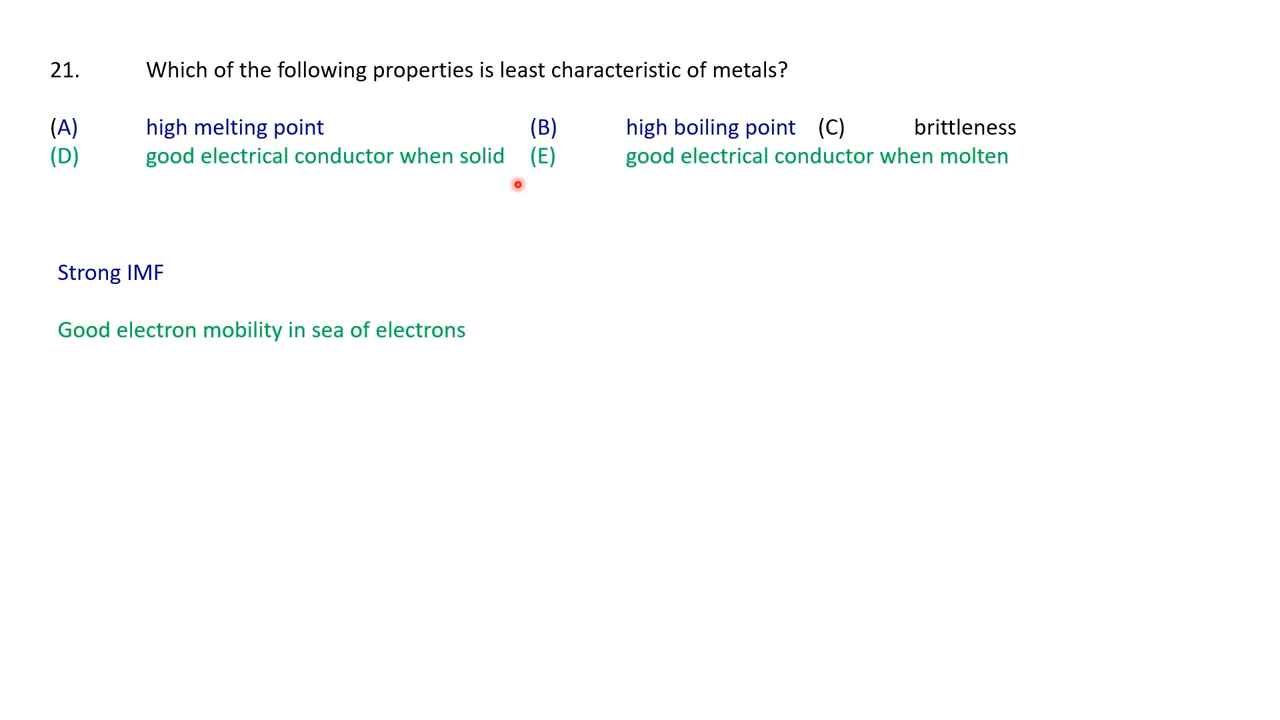 21. Which of the following properties is least characteristic of metals?
(A) high melting point (B) high boiling point (C) brittleness
(D) good electrical conductor when solid (E) good electrical conductor when molten
Strong IMF
Good electron mobility in sea of electrons